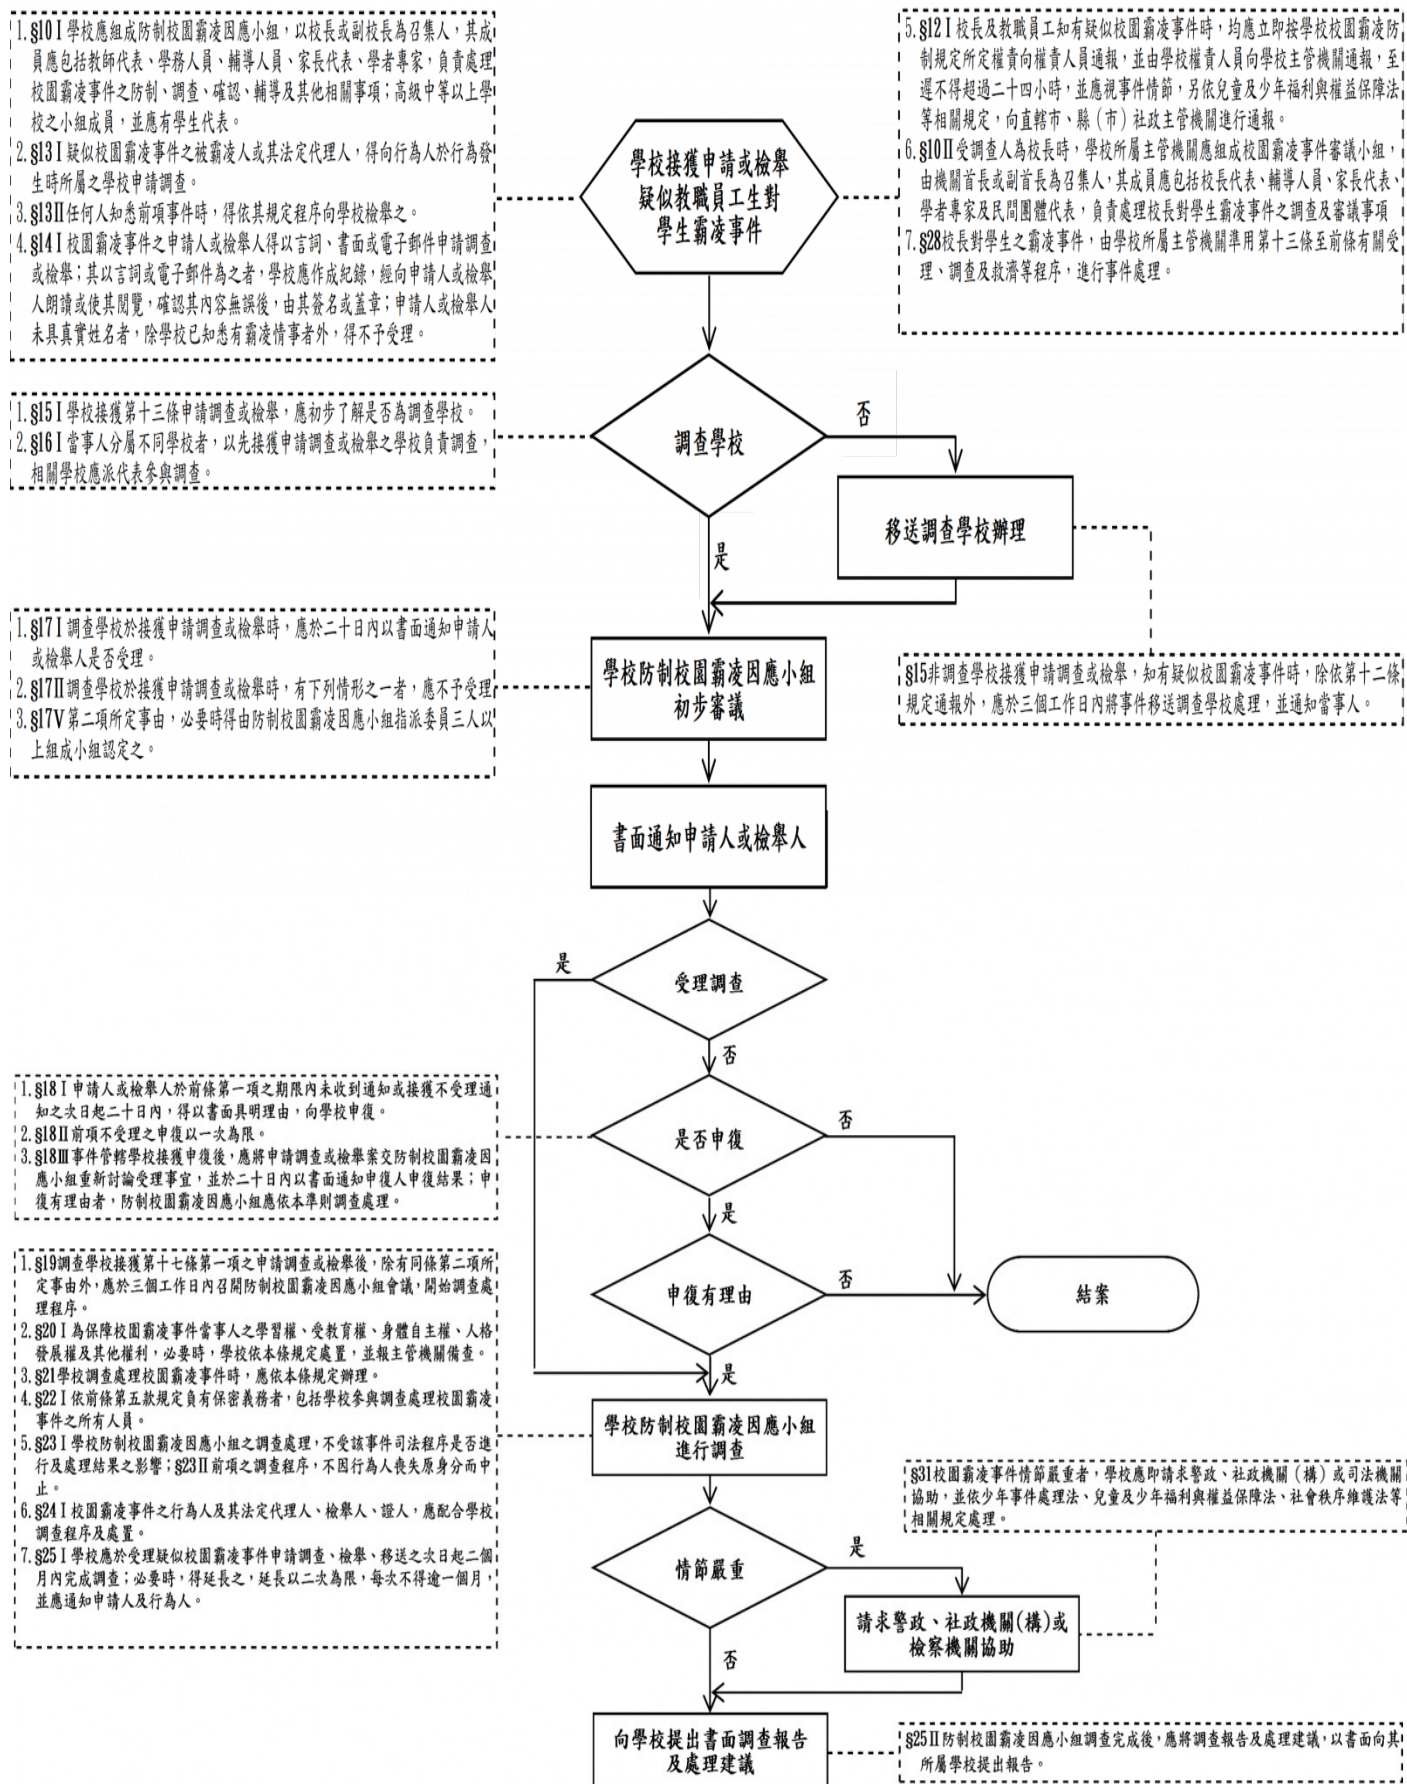 1.§10 I 學校應組成防制校園霸凌因應小組，以校長或副校長為召集人，其成
員應包括教師代表、學務人員、輔導人員、家長代表、學者專家，負責處理
校園霸凌事件之防制、調查、確認、輔導及其他相關事項；高級中等以上學
校之小組成員，並應有學生代表。
2.§13 I 疑似校園霸凌事件之被霸凌人或其法定代理人，得向行為人於行為發
生時所屬之學校申請調查。
3.§13II任何人知悉前項事件時，得依其規定程序向學校檢舉之。
4.§14 I 校園霸凌事件之申請人或檢舉人得以言詞、書面或電子郵件申請調查
或檢舉；其以言詞或電子郵件為之者，學校應作成紀錄，經向申請人或檢舉
人朗讀或使其閱覽，確認其內容無誤後，由其簽名或蓋章；申請人或檢舉人
未具真實姓名者，除學校已知悉有霸凌情事者外，得不予受理。
學校接獲申請或檢舉
疑似教職員工生對
學生霸凌事件
5.§12 I 校長及教職員工知有疑似校園霸凌事件時，均應立即按學校校園霸凌防
制規定所定權責向權責人員通報，並由學校權責人員向學校主管機關通報，至
遲不得超過二十四小時，並應視事件情節，另依兒童及少年福利與權益保障法
等相關規定，向直轄市、縣（市）社政主管機關進行通報。
6.§10II受調查人為校長時，學校所屬主管機關應組成校園霸凌事件審議小組，
由機關首長或副首長為召集人，其成員應包括校長代表、輔導人員、家長代表、
學者專家及民間團體代表，負責處理校長對學生霸凌事件之調查及審議事項
7.§28校長對學生之霸凌事件，由學校所屬主管機關準用第十三條至前條有關受
理、調查及救濟等程序，進行事件處理。
1.§15 I 學校接獲第十三條申請調查或檢舉，應初步了解是否為調查學校。
2.§16 I 當事人分屬不同學校者，以先接獲申請調查或檢舉之學校負責調查，
相關學校應派代表參與調查。
調查學校
否
移送調查學校辦理
是
1.§17 I 調查學校於接獲申請調查或檢舉時，應於二十日內以書面通知申請人
或檢舉人是否受理。
2.§17II調查學校於接獲申請調查或檢舉時，有下列情形之一者，應不予受理
3.§17V第二項所定事由，必要時得由防制校園霸凌因應小組指派委員三人以
上組成小組認定之。
學校防制校園霸凌因應小組
初步審議
§15非調查學校接獲申請調查或檢舉，知有疑似校園霸凌事件時，除依第十二條
規定通報外，應於三個工作日內將事件移送調查學校處理，並通知當事人。
書面通知申請人或檢舉人
是
受理調查
否
1.§18 I 申請人或檢舉人於前條第一項之期限內未收到通知或接獲不受理通
知之次日起二十日內，得以書面具明理由，向學校申復。
2.§18II前項不受理之申復以一次為限。
3.§18III事件管轄學校接獲申復後，應將申請調查或檢舉案交防制校園霸凌因
應小組重新討論受理事宜，並於二十日內以書面通知申復人申復結果；申
復有理由者，防制校園霸凌因應小組應依本準則調查處理。
是否申復
否
是
申復有理由
否
結案
是
1.§19調查學校接獲第十七條第一項之申請調查或檢舉後，除有同條第二項所
定事由外，應於三個工作日內召開防制校園霸凌因應小組會議，開始調查處
理程序。
2.§20 I 為保障校園霸凌事件當事人之學習權、受教育權、身體自主權、人格
發展權及其他權利，必要時，學校依本條規定處置，並報主管機關備查。
3.§21學校調查處理校園霸凌事件時，應依本條規定辦理。
4.§22 I 依前條第五款規定負有保密義務者，包括學校參與調查處理校園霸凌
事件之所有人員。
5.§23 I 學校防制校園霸凌因應小組之調查處理，不受該事件司法程序是否進
行及處理結果之影響；§23II前項之調查程序，不因行為人喪失原身分而中
止。
6.§24 I 校園霸凌事件之行為人及其法定代理人、檢舉人、證人，應配合學校
調查程序及處置。
7.§25 I 學校應於受理疑似校園霸凌事件申請調查、檢舉、移送之次日起二個
月內完成調查；必要時，得延長之，延長以二次為限，每次不得逾一個月，
並應通知申請人及行為人。
學校防制校園霸凌因應小組
進行調查
§31校園霸凌事件情節嚴重者，學校應即請求警政、社政機關（構）或司法機關
協助，並依少年事件處理法、兒童及少年福利與權益保障法、社會秩序維護法等
相關規定處理。
情節嚴重
是
請求警政、社政機關(構)或
檢察機關協助
否
向學校提出書面調查報告
及處理建議
§25II防制校園霸凌因應小組調查完成後，應將調查報告及處理建議，以書面向其
所屬學校提出報告。